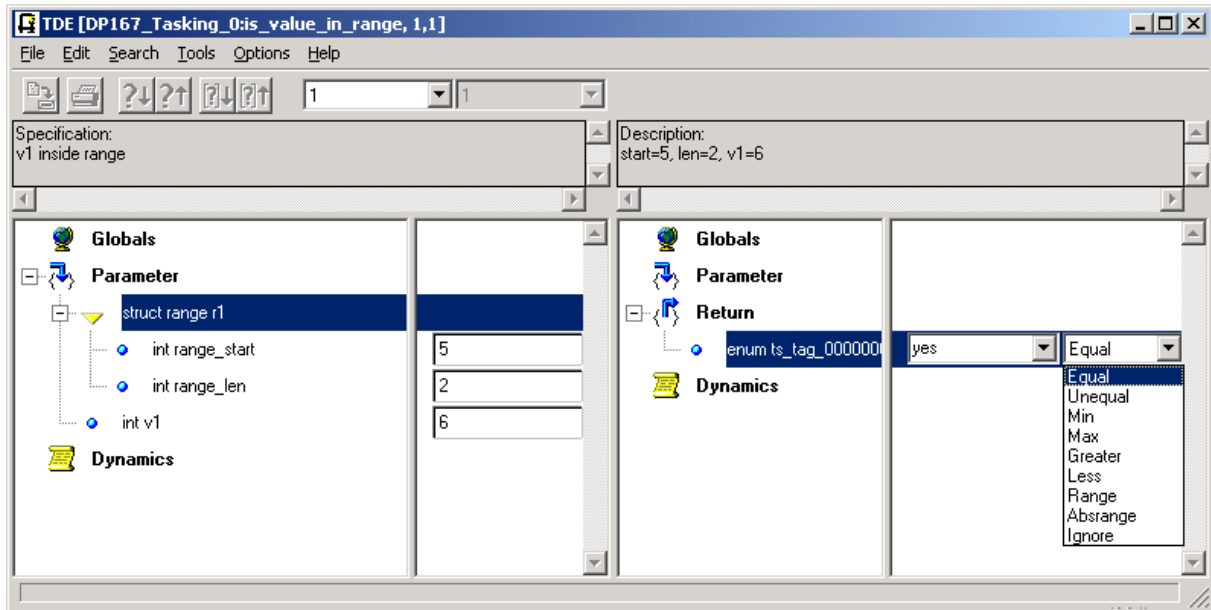 TDE [DP167_Tasking_0:is_value_in_range, 1,1]
File Edit Search Tools Options Help
1 1
Specification:
v1 inside range
Description:
start=5, len=2, v1=6
Globals
Parameter
struct range r1
int range_start 5
int range_len 2
int v1 6
Dynamics
Globals
Parameter
Return
enum ts_tag_0000000 yes Equal
Dynamics
Equal
Unequal
Min
Max
Greater
Less
Range
Absrange
Ignore